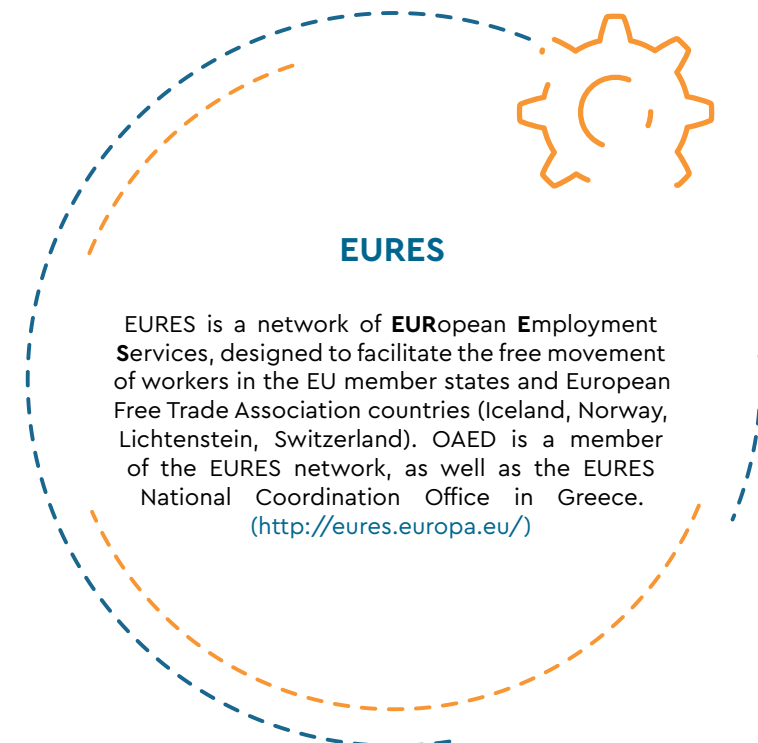 EURES
EURES is a network of EURopean Employment
Services, designed to facilitate the free movement
of workers in the EU member states and European
Free Trade Association countries (Iceland, Norway,
Lichtenstein, Switzerland). OAED is a member
of the EURES network, as well as the EURES
National Coordination Office in Greece.
(http://eures.europa.eu/)